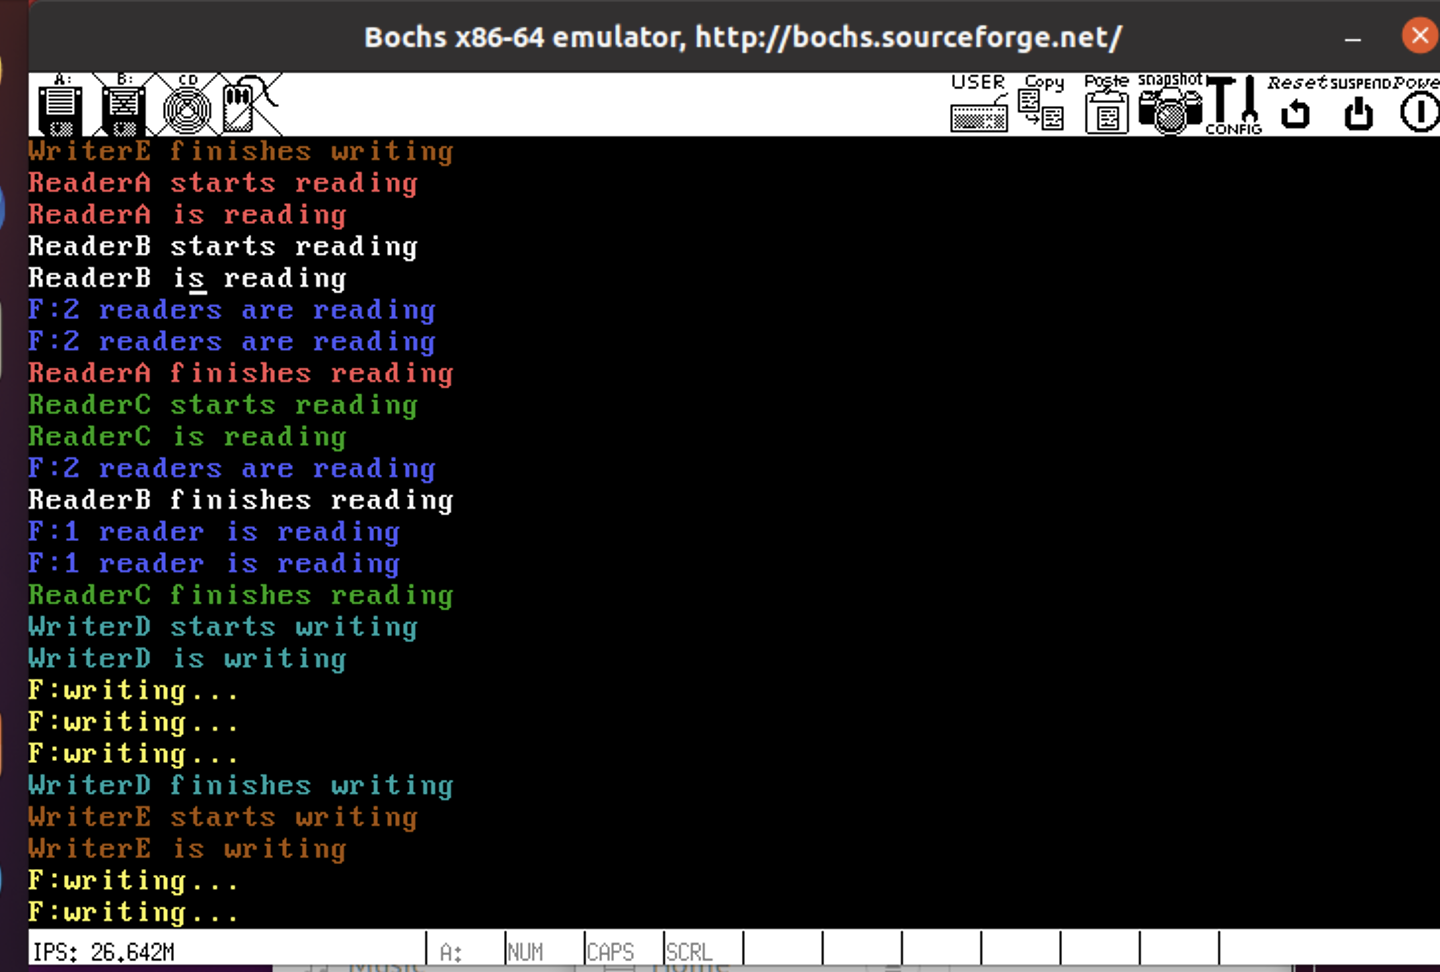 Bochs x86-64 emulator, http://bochs.sourceforge.net/
A: B: CD USER Copy Paste snapshot CONFIG Reset SUSPEND Powe
WriterE finishes writing
ReaderA starts reading
ReaderA is reading
ReaderB starts reading
ReaderB is reading
F:2 readers are reading
F:2 readers are reading
ReaderA finishes reading
ReaderC starts reading
ReaderC is reading
F:2 readers are reading
ReaderB finishes reading
F:1 reader is reading
F:1 reader is reading
ReaderC finishes reading
WriterD starts writing
WriterD is writing
F:writing...
F:writing...
F:writing...
WriterD finishes writing
WriterE starts writing
WriterE is writing
F:writing...
F:writing...
IPS: 26.642M A: NUM CAPS SCRL